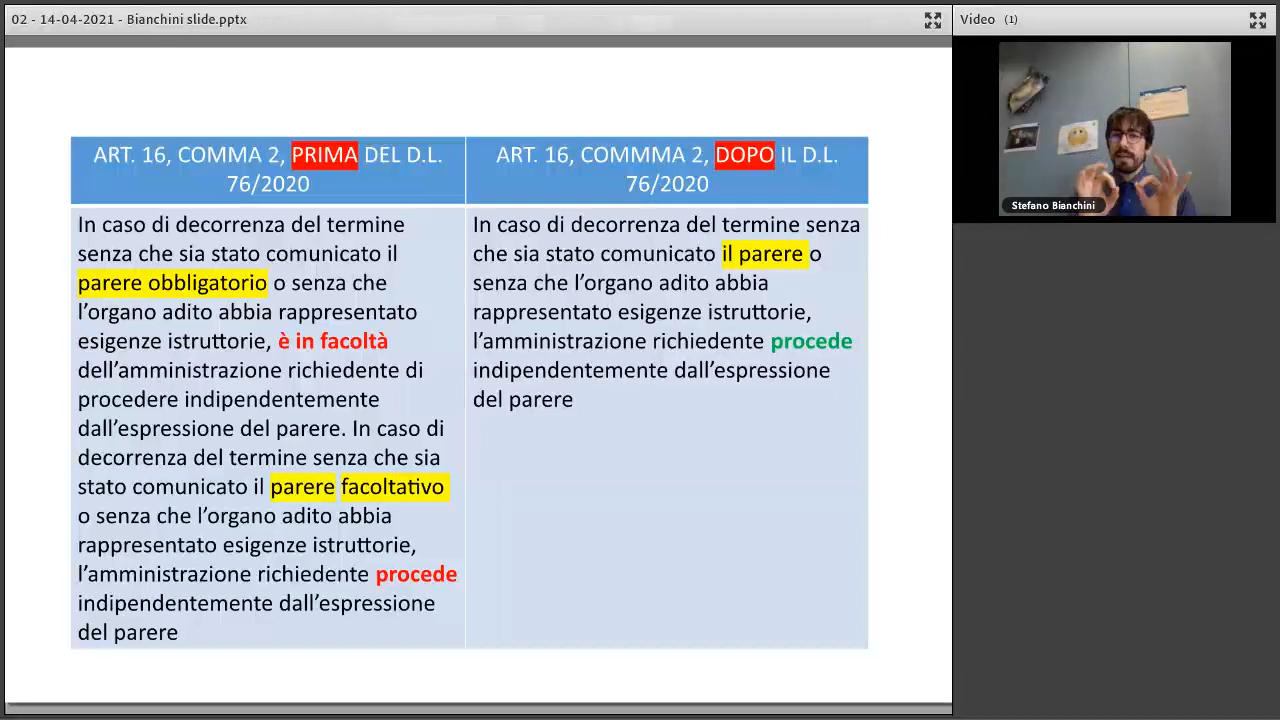 02 - 14-04-2021 - Bianchini slide.pptx
Video (1)
Stefano Bianchini
ART. 16, COMMA 2, PRIMA DEL D.L.
76/2020
In caso di decorrenza del termine
senza che sia stato comunicato il
parere obbligatorio o senza che
l’organo adito abbia rappresentato
esigenze istruttorie, è in facoltà
dell’amministrazione richiedente di
procedere indipendentemente
dall’espressione del parere. In caso di
decorrenza del termine senza che sia
stato comunicato il parere facoltativo
o senza che l’organo adito abbia
rappresentato esigenze istruttorie,
l’amministrazione richiedente procede
indipendentemente dall’espressione
del parere
ART. 16, COMMMA 2, DOPO IL D.L.
76/2020
In caso di decorrenza del termine senza
che sia stato comunicato il parere o
senza che l’organo adito abbia
rappresentato esigenze istruttorie,
l’amministrazione richiedente procede
indipendentemente dall’espressione
del parere